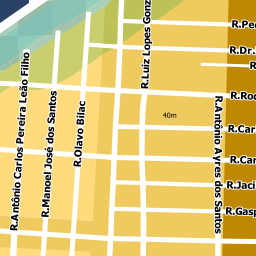 R.Antônio Carlos Pereira Leão Filho
R.Manoel José dos Santos
R.Olavo Bilac
R.Luiz Lopes Gonz
R.Antônio Ayres dos Santos
R.Pe
R.Dr.
R
R.Roc
R.Car
R.Car
R.Jaci
R.Gasp
40m